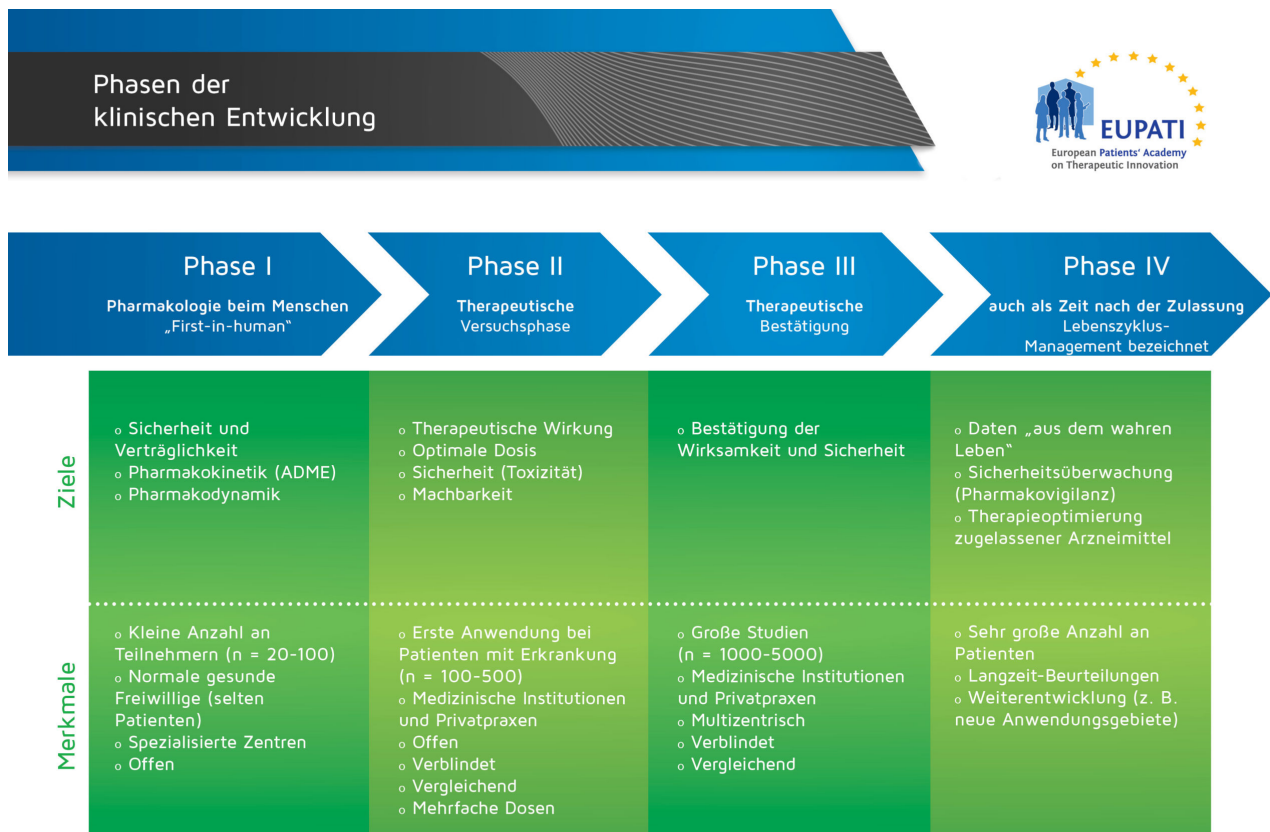 Phasen der
klinischen Entwicklung
EUPATI
European Patients' Academy
on Therapeutic Innovation
Phase I
Pharmakologie beim Menschen
„First-in-human“
Phase II
Therapeutische
Versuchsphase
Phase III
Therapeutische
Bestätigung
Phase IV
auch als Zeit nach der Zulassung
Lebenszyklus-
Management bezeichnet
Ziele
o Sicherheit und
Verträglichkeit
o Pharmakokinetik (ADME)
o Pharmakodynamik
o Therapeutische Wirkung
o Optimale Dosis
o Sicherheit (Toxizität)
o Machbarkeit
o Bestätigung der
Wirksamkeit und Sicherheit
o Daten „aus dem wahren
Leben“
o Sicherheitsüberwachung
(Pharmakovigilanz)
o Therapieoptimierung
zugelassener Arzneimittel
Merkmale
o Kleine Anzahl an
Teilnehmern (n = 20-100)
o Normale gesunde
Freiwillige (selten
Patienten)
o Spezialisierte Zentren
o Offen
o Erste Anwendung bei
Patienten mit Erkrankung
(n = 100-500)
o Medizinische Institutionen
und Privatpraxen
o Offen
o Verblindet
o Vergleichend
o Mehrfache Dosen
o Große Studien
(n = 1000-5000)
o Medizinische Institutionen
und Privatpraxen
o Multizentrisch
o Verblindet
o Vergleichend
o Sehr große Anzahl an
Patienten
o Langzeit-Beurteilungen
o Weiterentwicklung (z. B.
neue Anwendungsgebiete)